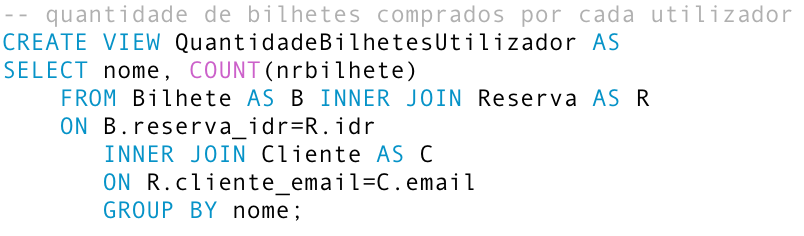 -- quantidade de bilhetes comprados por cada utilizador
CREATE VIEW QuantidadeBilhetesUtilizador AS
SELECT nome, COUNT(nrbilhete)
    FROM Bilhete AS B INNER JOIN Reserva AS R
    ON B.reserva_idr=R.idr
       INNER JOIN Cliente AS C
       ON R.cliente_email=C.email
       GROUP BY nome;